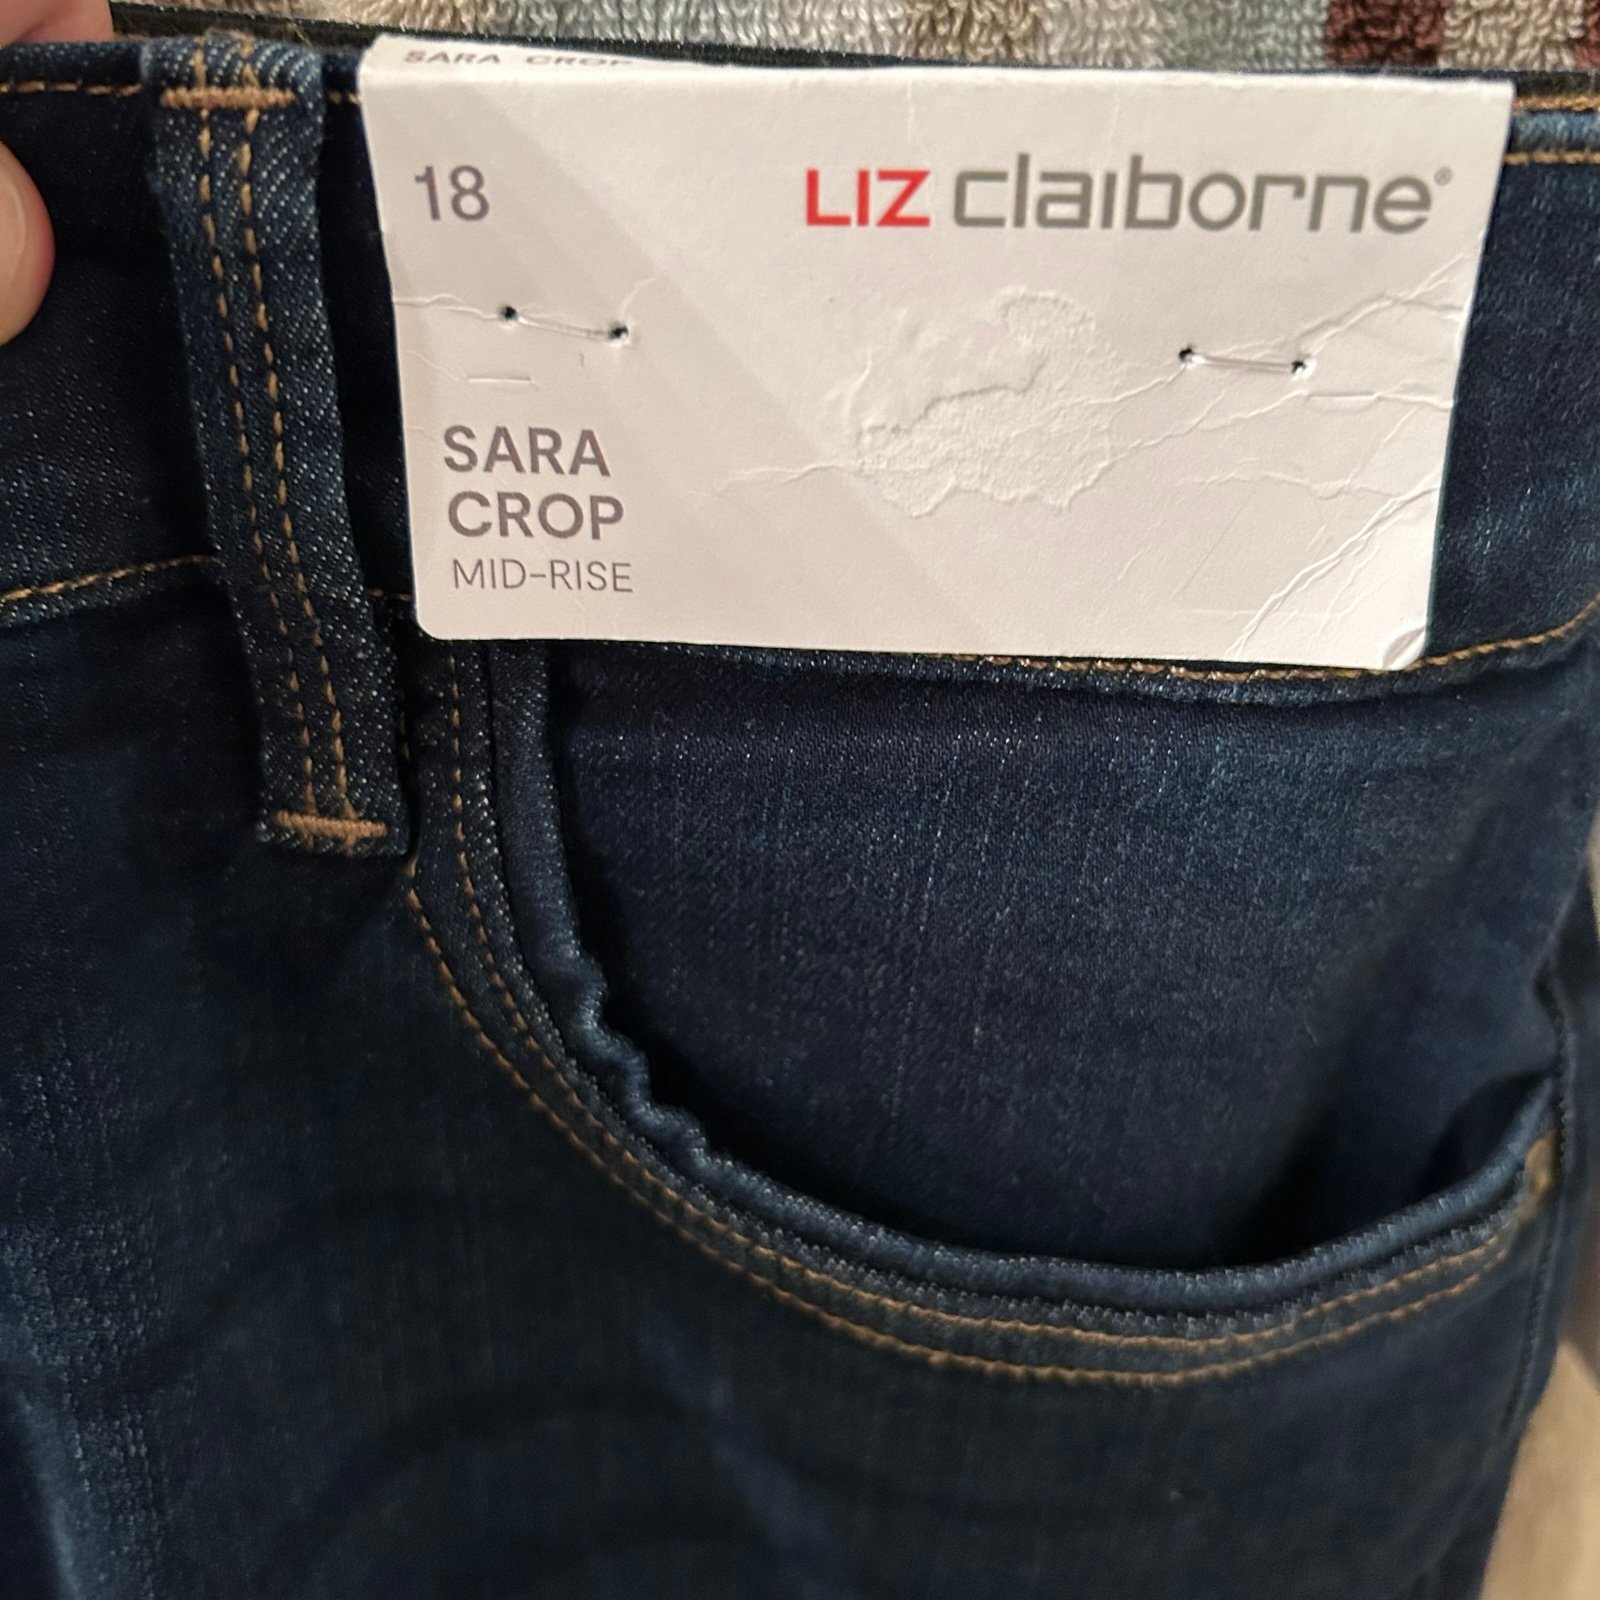 SARA CROP
18
LIZ claiborne®
SARA
CROP
MID-RISE